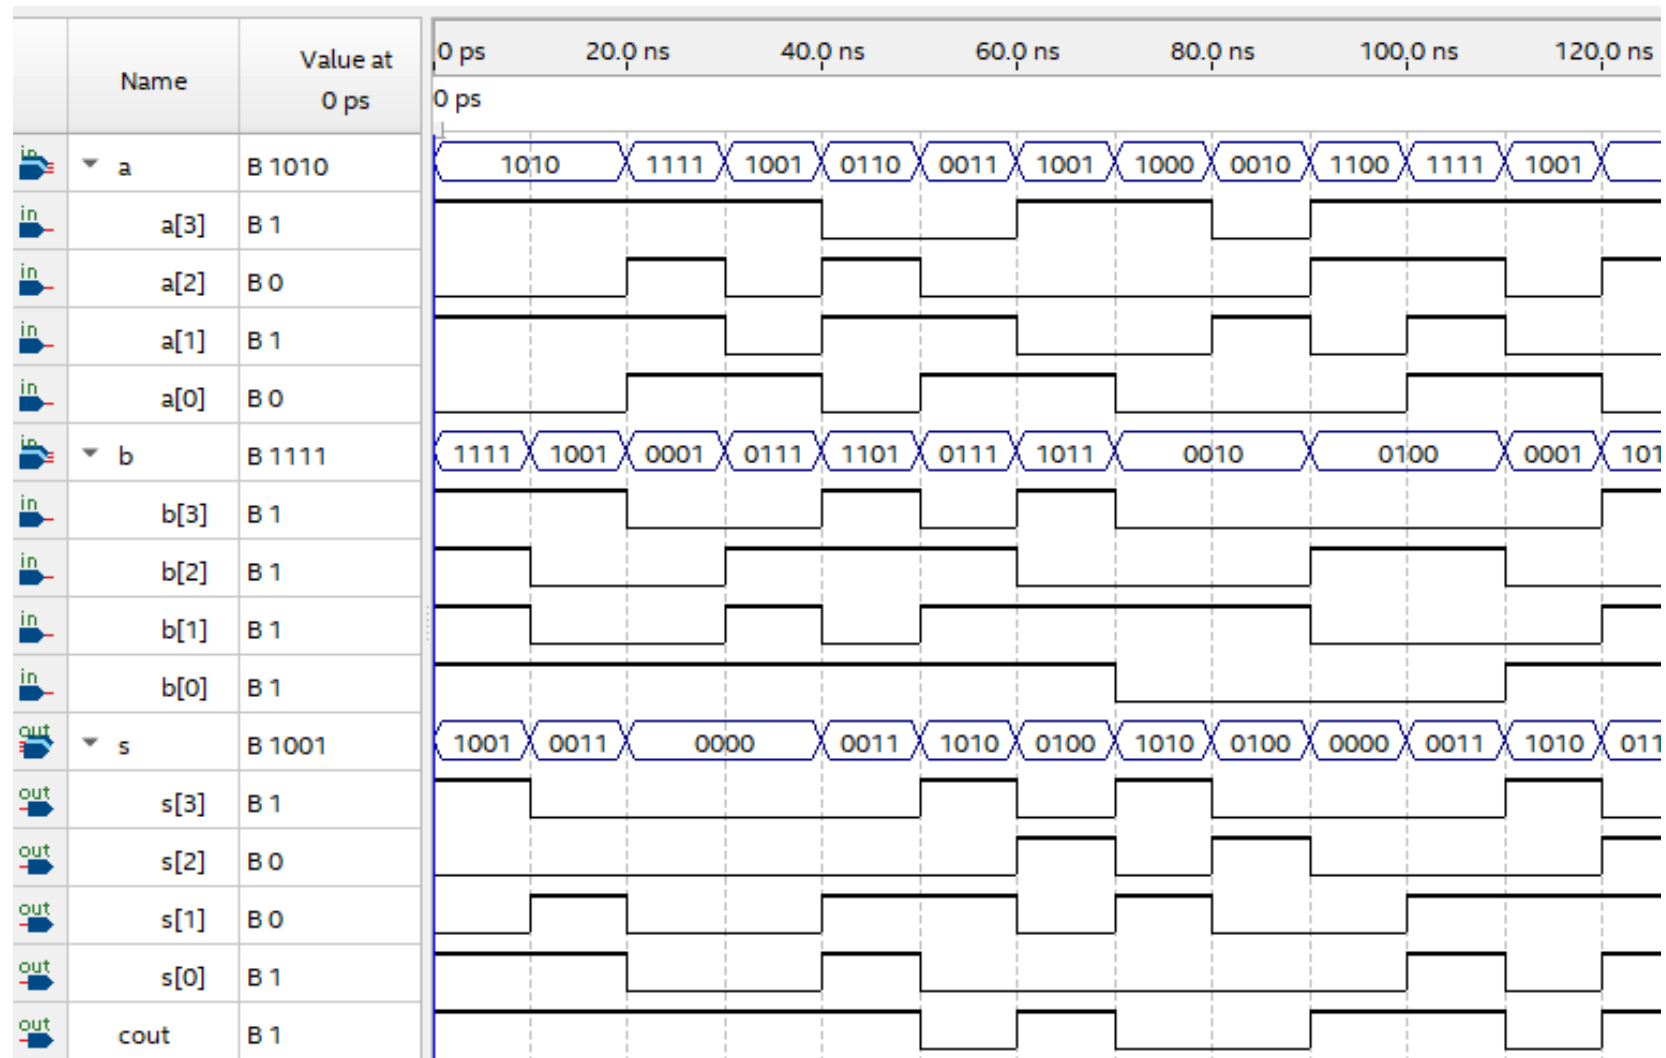 Name Value at 0 ps
0 ps 20.0 ns 40.0 ns 60.0 ns 80.0 ns 100.0 ns 120.0 ns
0 ps
in a B 1010 1010 1111 1001 0110 0011 1001 1000 0010 1100 1111 1001
in a[3] B 1
in a[2] B 0
in a[1] B 1
in a[0] B 0
in b B 1111 1111 1001 0001 0111 1101 0111 1011 0010 0100 0001 101
in b[3] B 1
in b[2] B 1
in b[1] B 1
in b[0] B 1
out s B 1001 1001 0011 0000 0011 1010 0100 1010 0100 0000 0011 1010 011
out s[3] B 1
out s[2] B 0
out s[1] B 0
out s[0] B 1
out cout B 1